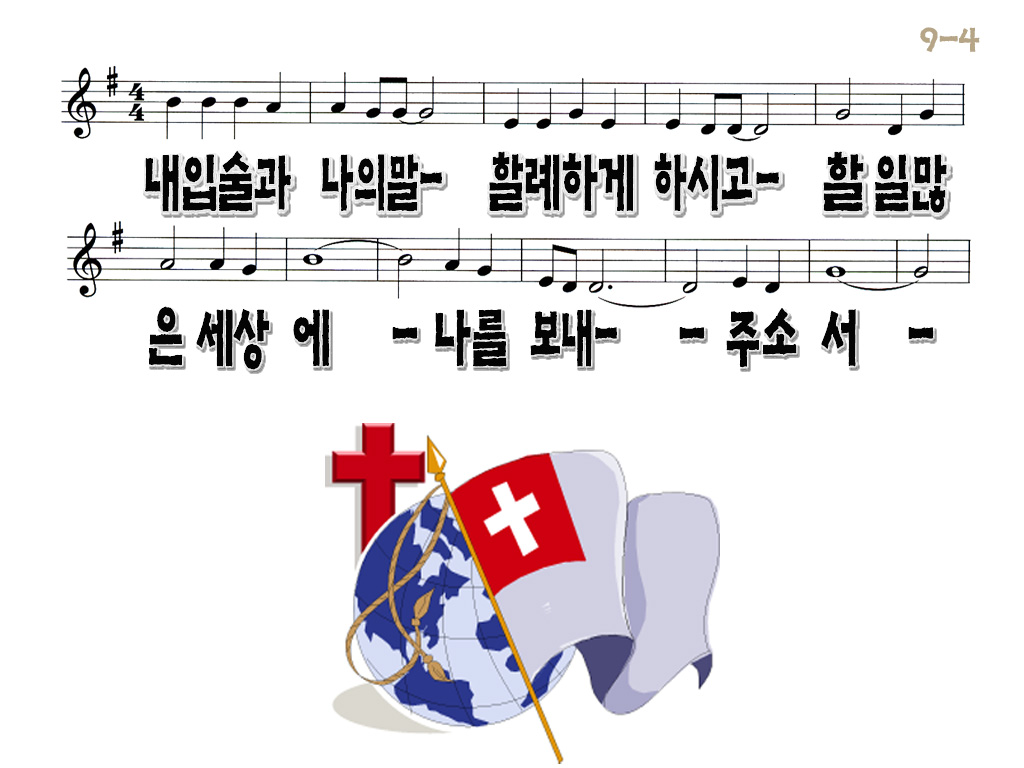 9-4
내입술과 나의말- 할례하게 하시고- 할 일많
은 세상 에 - 나를 보내- - 주소 서 -